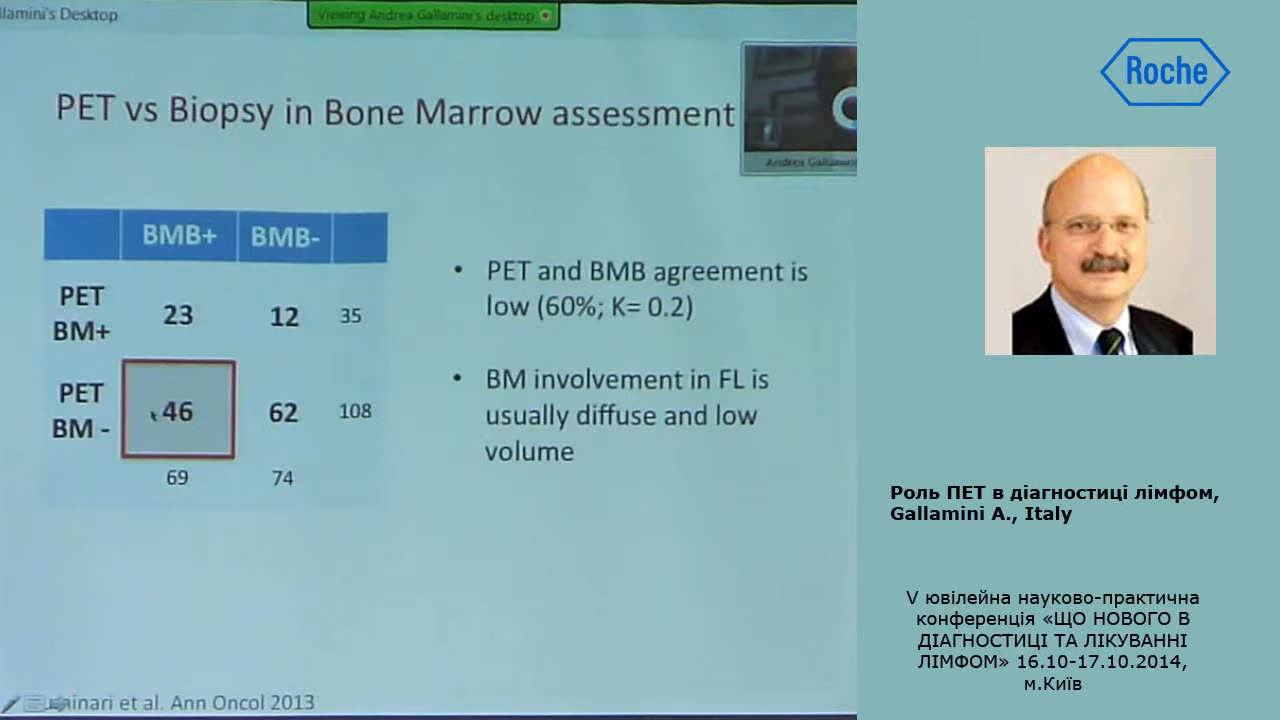 Desktop
Viewing Andrea Gallamini's desktop
PET vs Biopsy in Bone Marrow assessment
Andrea Gallamini
BMB+ BMB-
PET BM+ 23 12 35
PET BM - 46 62 108
69 74
• PET and BMB agreement is
low (60%; K= 0.2)
• BM involvement in FL is
usually diffuse and low
volume
et al. Ann Oncol 2013
Roche
Роль ПЕТ в діагностиці лімфом,
Gallamini A., Italy
V ювілейна науково-практична
конференція «ЩО НОВОГО В
ДІАГНОСТИЦІ ТА ЛІКУВАННІ
ЛІМФОМ» 16.10-17.10.2014,
м.Київ